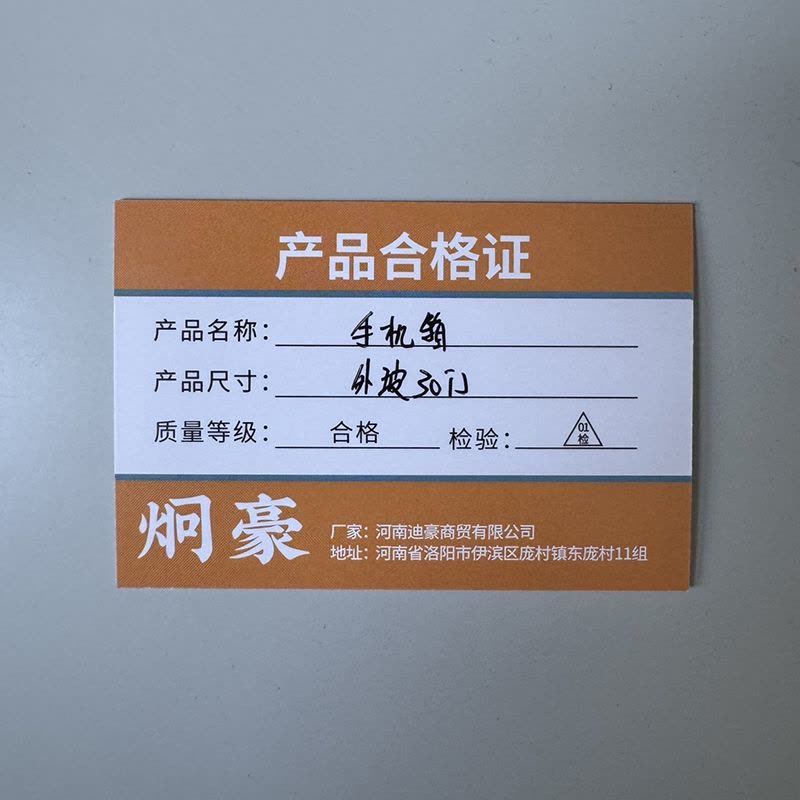 产品合格证
产品名称：手机箱
产品尺寸：外玻30门
质量等级：合格 检验：01检
炯豪
厂家：河南迪豪商贸有限公司
地址：河南省洛阳市伊滨区庞村镇东庞村11组